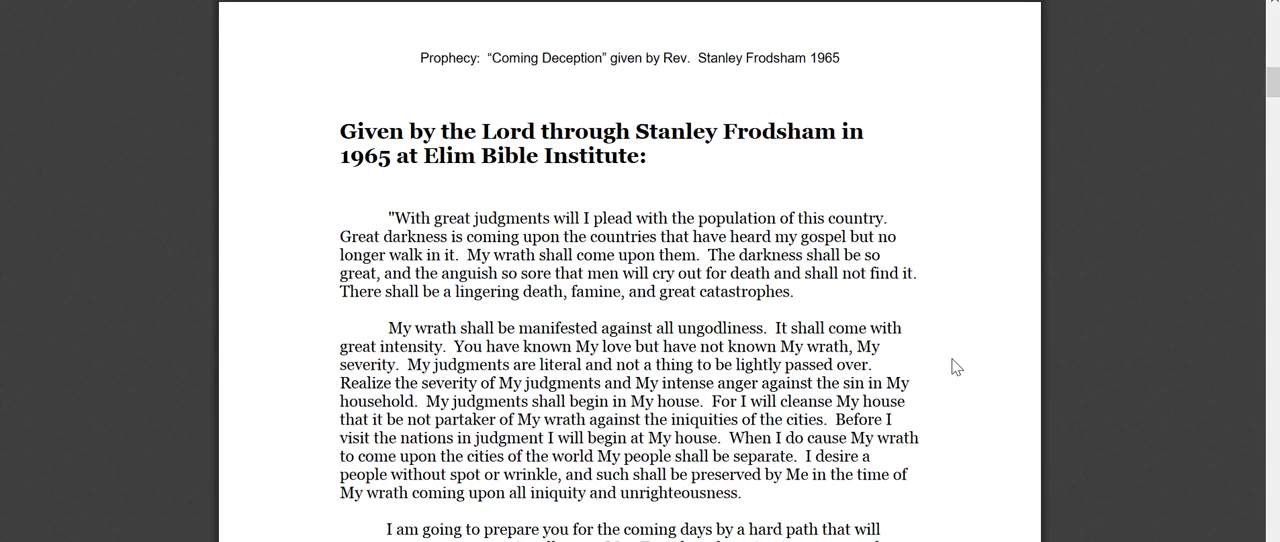 Prophecy:  “Coming Deception” given by Rev.  Stanley Frodsham 1965
Given by the Lord through Stanley Frodsham in
1965 at Elim Bible Institute:
"With great judgments will I plead with the population of this country.
Great darkness is coming upon the countries that have heard my gospel but no
longer walk in it.  My wrath shall come upon them.  The darkness shall be so
great, and the anguish so sore that men will cry out for death and shall not find it.
There shall be a lingering death, famine, and great catastrophes.
My wrath shall be manifested against all ungodliness.  It shall come with
great intensity.  You have known My love but have not known My wrath, My
severity.  My judgments are literal and not a thing to be lightly passed over.
Realize the severity of My judgments and My intense anger against the sin in My
household.  My judgments shall begin in My house.  For I will cleanse My house
that it be not partaker of My wrath against the iniquities of the cities.  Before I
visit the nations in judgment I will begin at My house.  When I do cause My wrath
to come upon the cities of the world My people shall be separate.  I desire a
people without spot or wrinkle, and such shall be preserved by Me in the time of
My wrath coming upon all iniquity and unrighteousness.
I am going to prepare you for the coming days by a hard path that will